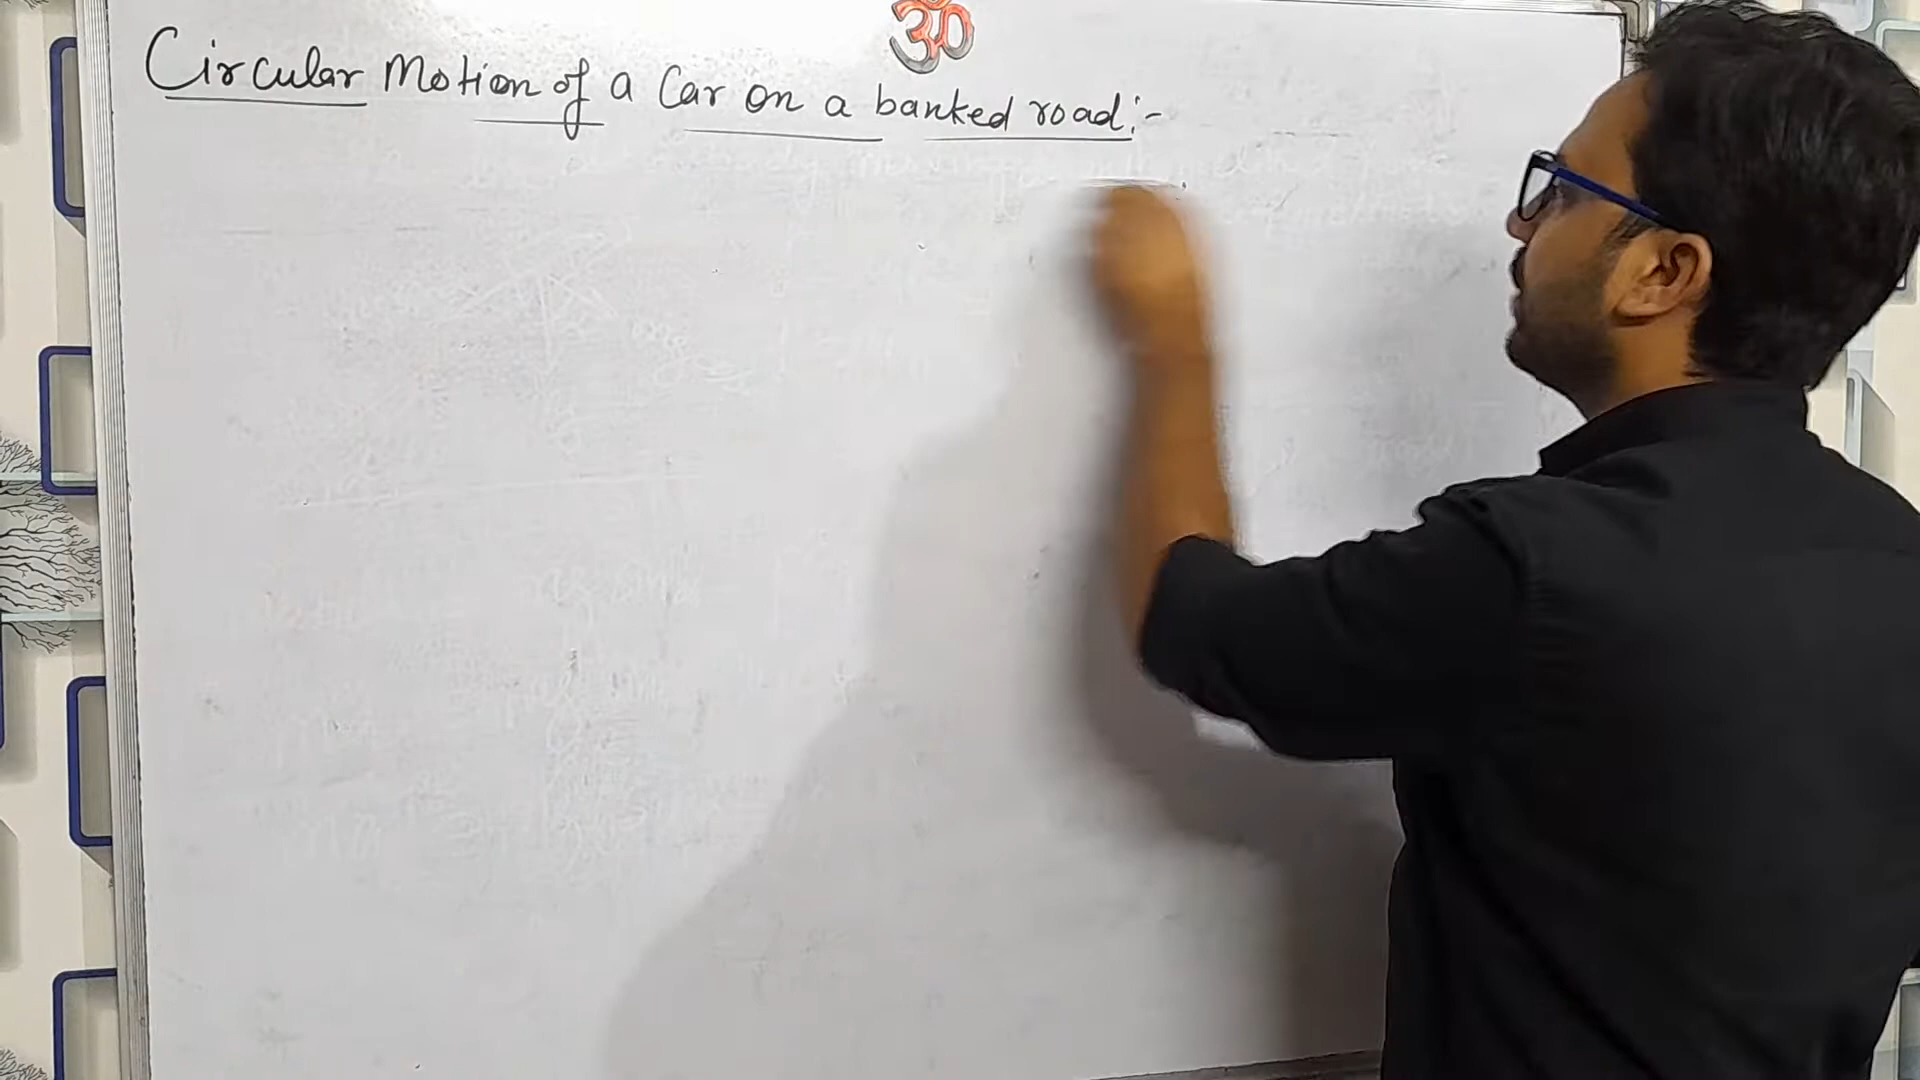 ॐ
Circular Motion of a Car on a banked road:-